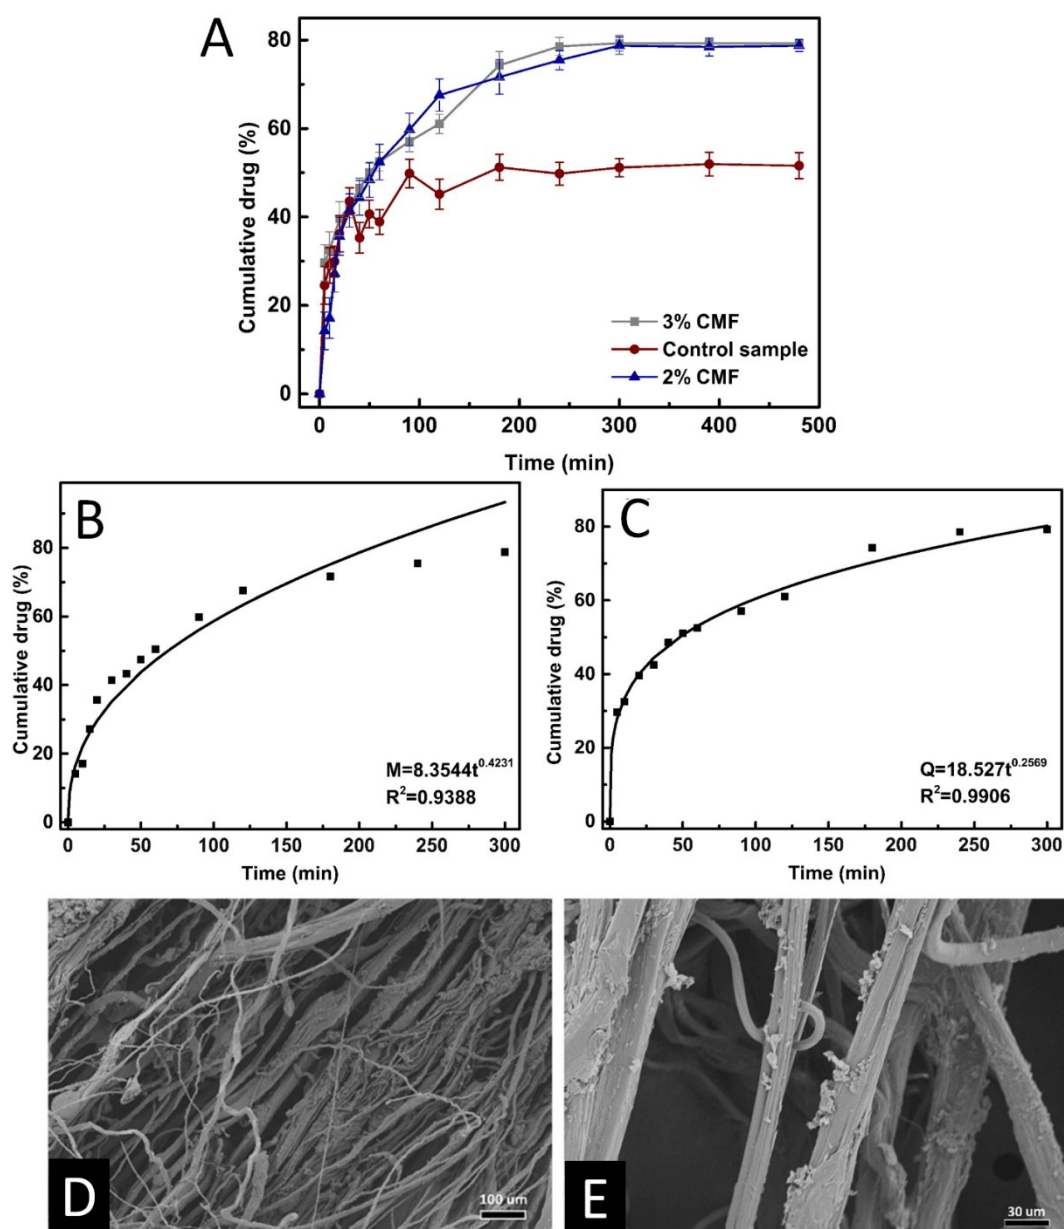 A
Cumulative drug (%)
80
60
40
20
0
3% CMF
Control sample
2% CMF
0 100 200 300 400 500
Time (min)
B
Cumulative drug (%)
80
60
40
20
0
M=8.3544t^0.4231
R²=0.9388
0 50 100 150 200 250 300
Time (min)
C
Cumulative drug (%)
80
60
40
20
0
Q=18.527t^0.2569
R²=0.9906
0 50 100 150 200 250 300
Time (min)
D
100 um
E
30 um